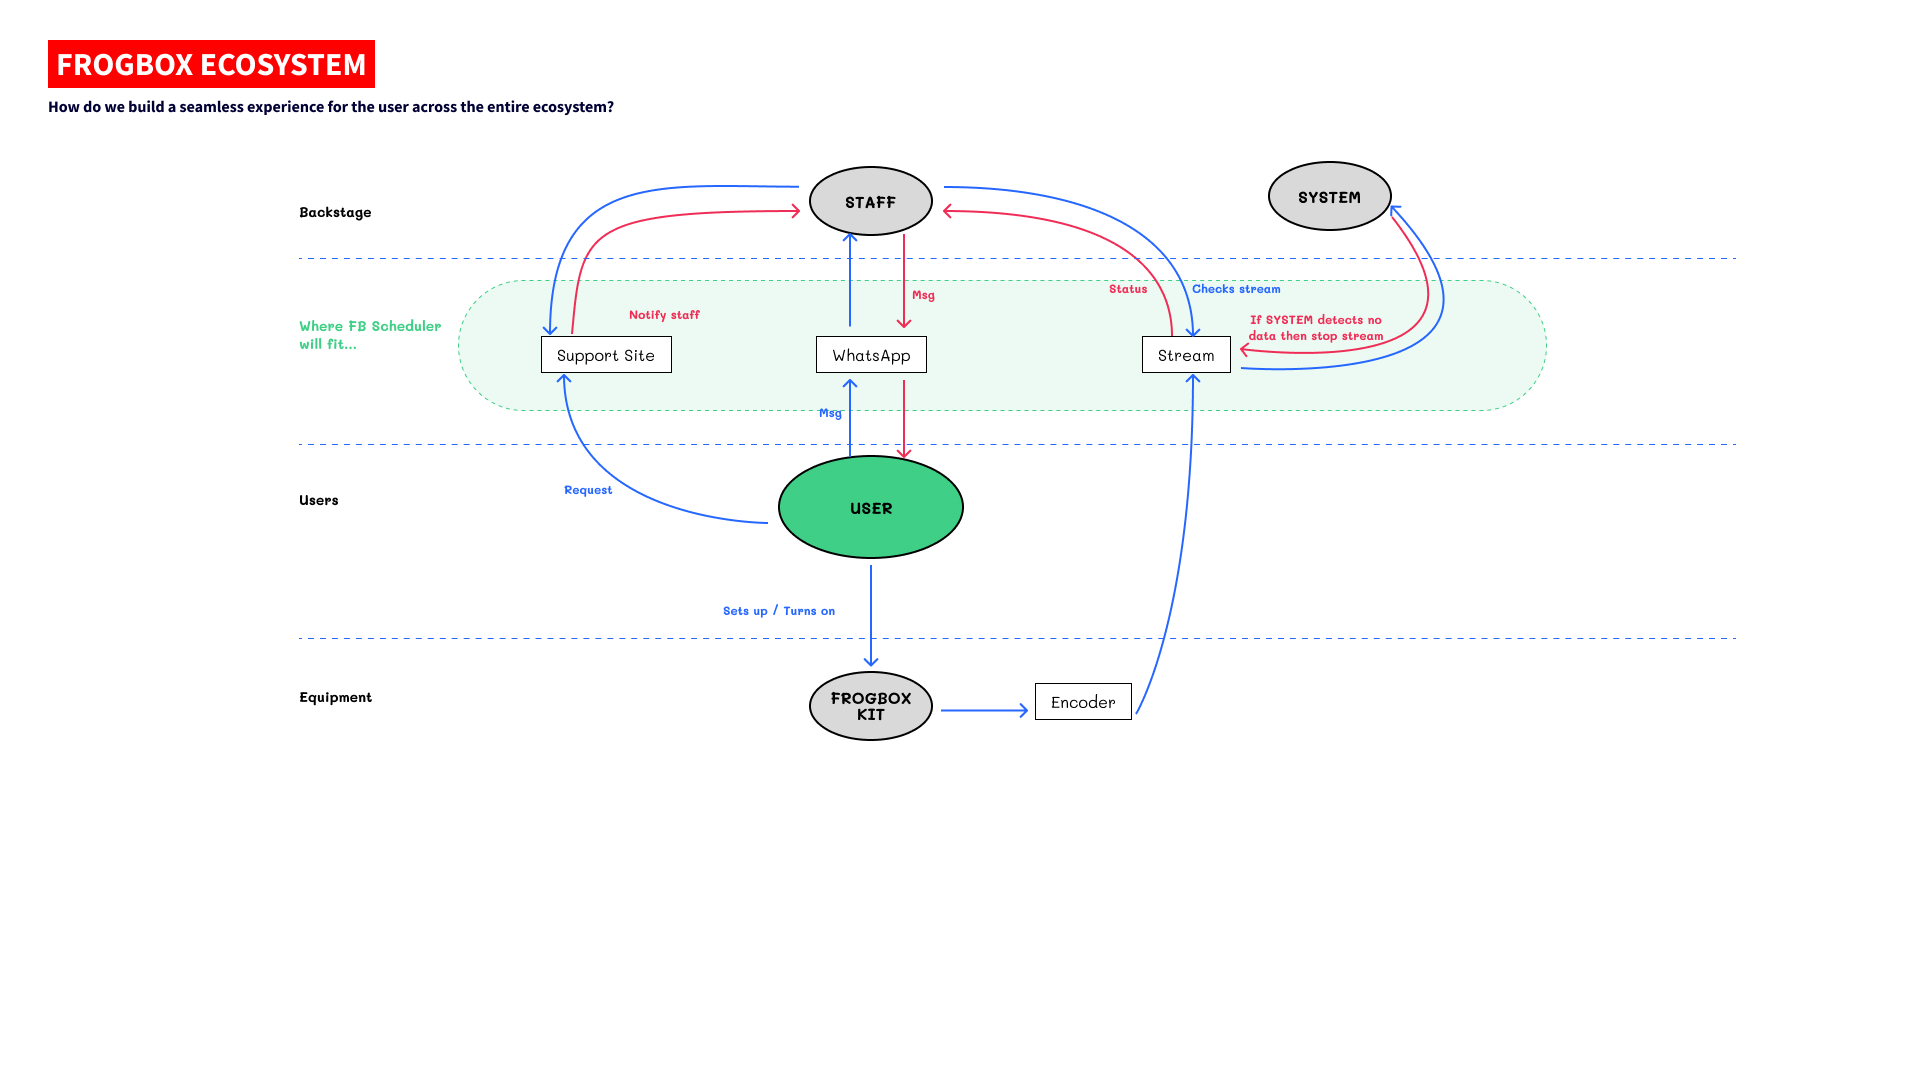 FROGBOX ECOSYSTEM
How do we build a seamless experience for the user across the entire ecosystem?
STAFF
SYSTEM
Backstage
Where FB Scheduler
will fit...
Notify staff
Msg
Status
Checks stream
If SYSTEM detects no
data then stop stream
Support Site
WhatsApp
Stream
Msg
Request
Users
USER
Sets up / Turns on
Equipment
FROGBOX
KIT
Encoder